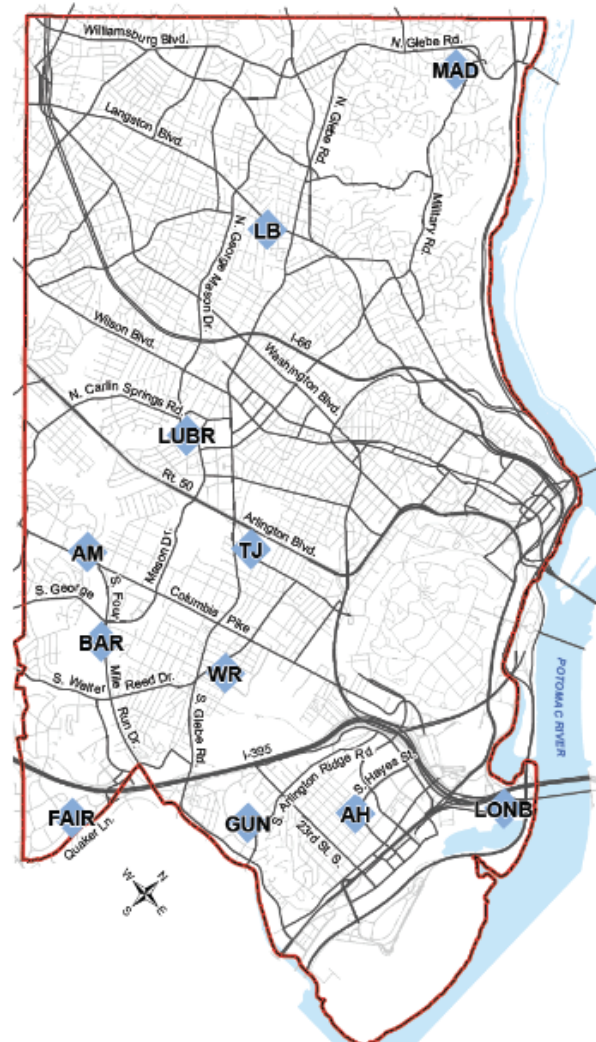 Williamsburg Blvd.
N. Glebe Rd.
MAD
Langston Blvd.
N. Glebe Rd.
Military Rd.
LB
N. George Mason Dr.
I-66
Wilson Blvd.
Washington Blvd.
N. Carlin Springs Rd.
LUBR
Rt. 50
Arlington Blvd.
TJ
AM
Mason Dr.
S. George
S. Four
Columbia Pike
BAR
WR
S. Walter Reed Dr.
Mile
Run Dr.
S. Glebe Rd.
POTOMAC RIVER
I-395
S. Arlington Ridge Rd
S. Hayes St.
FAIR
GUN
AH
LONB
Quaker Ln.
23rd St. S.
N
W
E
S